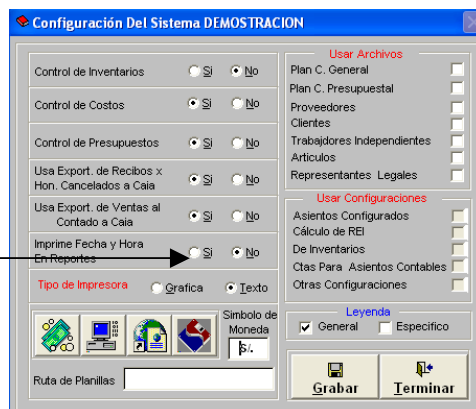 Configuración Del Sistema DEMOSTRACION
Control de Inventarios Si No
Control de Costos Si No
Control de Presupuestos Si No
Usa Export. de Recibos x
Hon. Cancelados a Caia Si No
Usa Export. de Ventas al
Contado a Caia Si No
Imprime Fecha y Hora
En Reportes Si No
Tipo de Impresora Grafica Texto
Simbolo de
Moneda
S/.
Ruta de Planillas
Usar Archivos
Plan C. General
Plan C. Presupuestal
Proveedores
Clientes
Trabajdores Independientes
Articulos
Representantes Legales
Usar Configuraciones
Asientos Configurados
Cálculo de REI
De Inventarios
Ctas Para Asientos Contables
Otras Configuraciones
Leyenda
General Especifico
Grabar Terminar